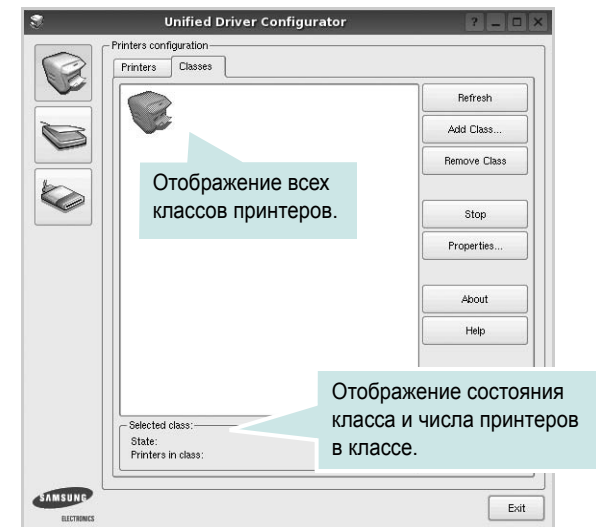 Unified Driver Configurator
Printers configuration
Printers
Classes
Refresh
Add Class...
Remove Class
Отображение всех
классов принтеров.
Stop
Properties...
About
Help
Отображение состояния
класса и числа принтеров
в классе.
Selected class:
State:
Printers in class:
SAMSUNG
ELECTRONICS
Exit